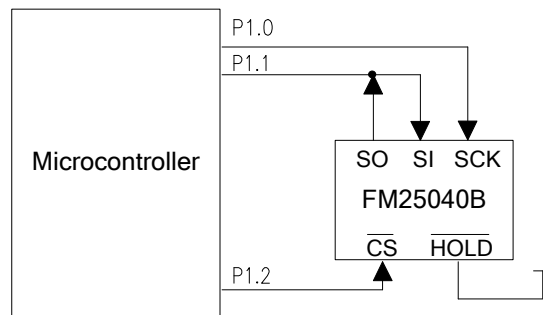 P1.0
P1.1
Microcontroller
SO SI SCK
FM25040B
CS HOLD
P1.2